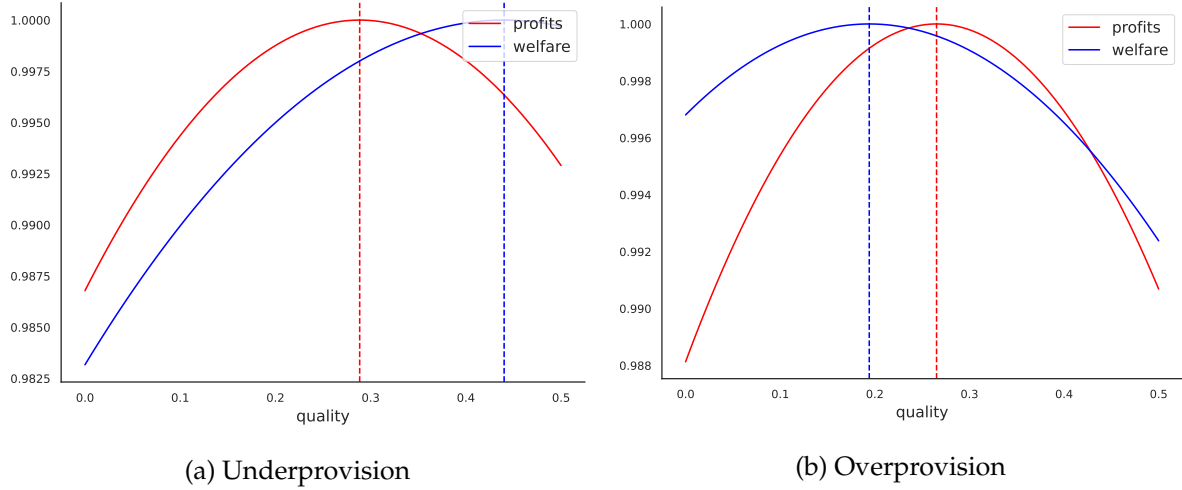 1.0000
0.9975
0.9950
0.9925
0.9900
0.9875
0.9850
0.9825
0.0 0.1 0.2 0.3 0.4 0.5
quality
profits
welfare
(a) Underprovision
1.000
0.998
0.996
0.994
0.992
0.990
0.988
0.0 0.1 0.2 0.3 0.4 0.5
quality
profits
welfare
(b) Overprovision